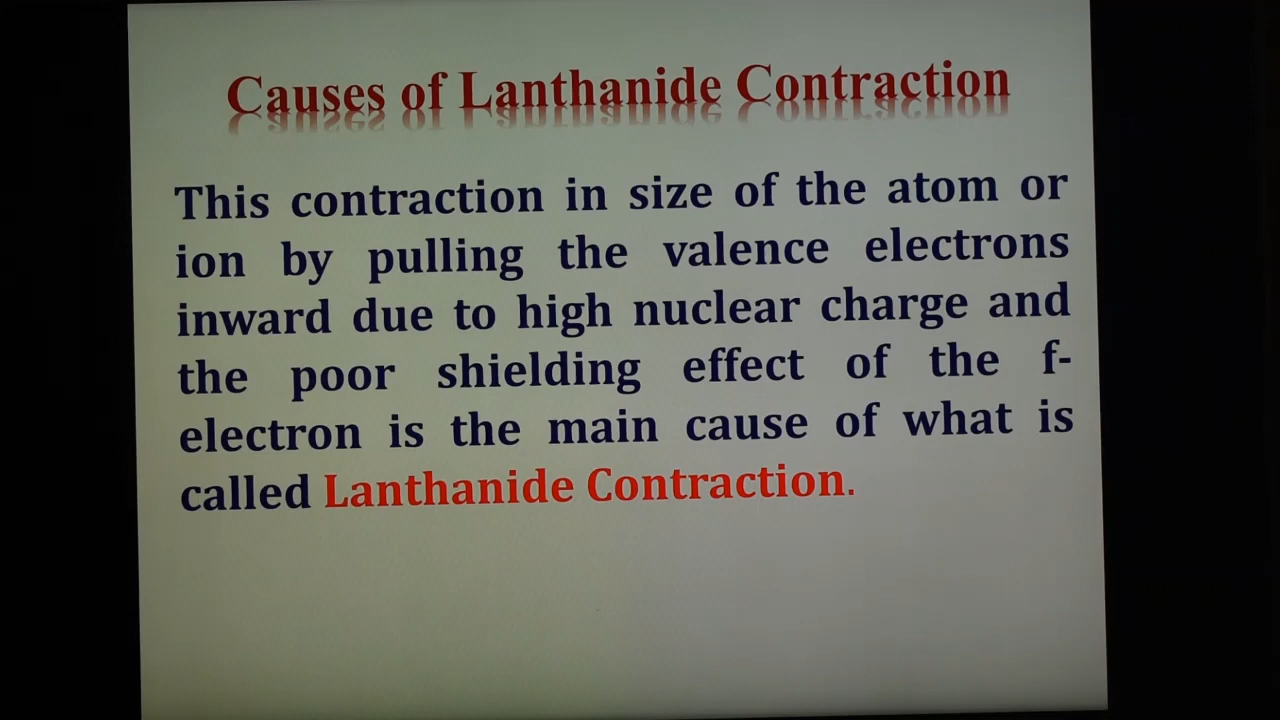 Causes of Lanthanide Contraction
This contraction in size of the atom or
ion by pulling the valence electrons
inward due to high nuclear charge and
the poor shielding effect of the f-
electron is the main cause of what is
called Lanthanide Contraction.